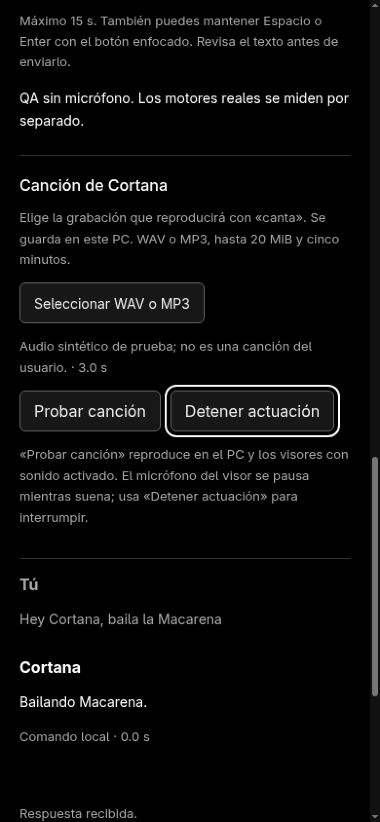 Máximo 15 s. También puedes mantener Espacio o
Enter con el botón enfocado. Revisa el texto antes de
enviarlo.
QA sin micrófono. Los motores reales se miden por
separado.
Canción de Cortana
Elige la grabación que reproducirá con «canta». Se
guarda en este PC. WAV o MP3, hasta 20 MiB y cinco
minutos.
Seleccionar WAV o MP3
Audio sintético de prueba; no es una canción del
usuario. · 3.0 s
Probar canción
Detener actuación
«Probar canción» reproduce en el PC y los visores con
sonido activado. El micrófono del visor se pausa
mientras suena; usa «Detener actuación» para
interrumpir.
Tú
Hey Cortana, baila la Macarena
Cortana
Bailando Macarena.
Comando local · 0.0 s
Respuesta recibida.